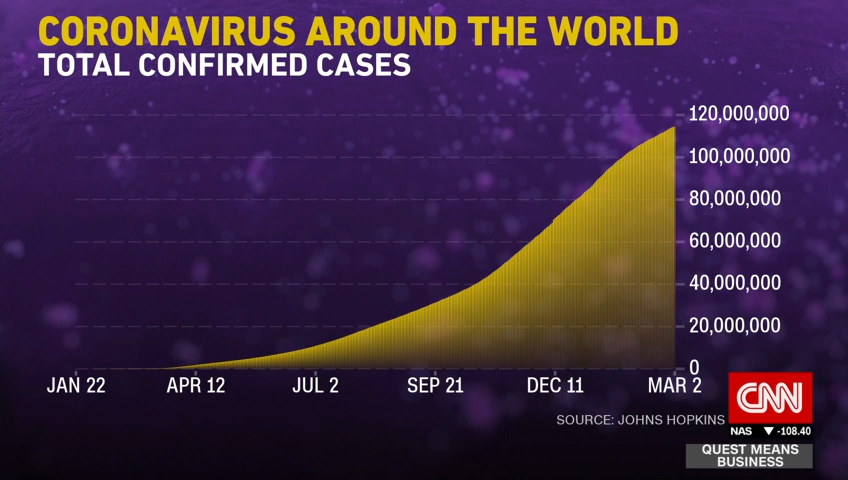 CORONAVIRUS AROUND THE WORLD
TOTAL CONFIRMED CASES
120,000,000
100,000,000
80,000,000
60,000,000
40,000,000
20,000,000
0
JAN 22 APR 12 JUL 2 SEP 21 DEC 11 MAR 2
SOURCE: JOHNS HOPKINS
CNN
NAS ▼ -108.40
QUEST MEANS
BUSINESS